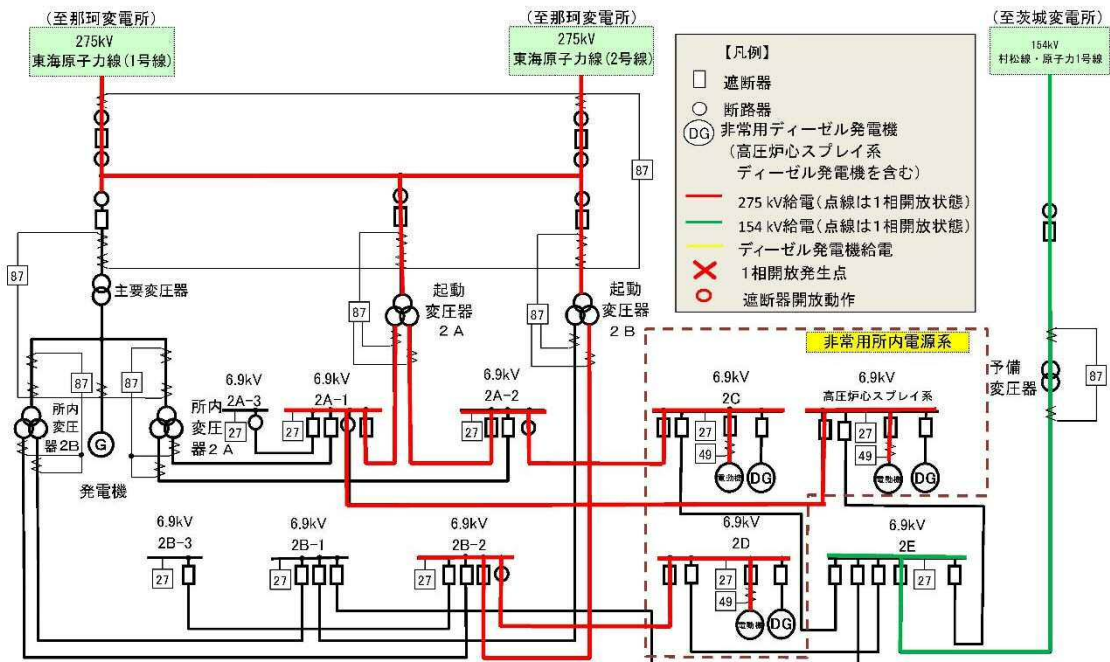 (至那珂変電所)
275kV
東海原子力線(1号線)
(至那珂変電所)
275kV
東海原子力線(2号線)
(至茨城変電所)
154kV
村松線・原子力1号線
【凡例】
遮断器
断路器
DG
非常用ディーゼル発電機
(高圧炉心スプレイ系
ディーゼル発電機を含む)
275 kV給電(点線は1相開放状態)
154 kV給電(点線は1相開放状態)
ディーゼル発電機給電
1相開放発生点
遮断器開放動作
87
87
87
87
主要変圧器
起動
変圧器
2A
起動
変圧器
2B
非常用所内電源系
予備
変圧器
87
87
87
所内
変圧
器2B
G
発電機
所内
変圧
器2A
6.9kV
2A-3
27
6.9kV
2A-1
27
6.9kV
2A-2
27
6.9kV
2C
27
49
電動機
DG
6.9kV
高圧炉心スプレイ系
27
49
電動機
DG
6.9kV
2B-3
27
6.9kV
2B-1
27
6.9kV
2B-2
27
6.9kV
2D
27
49
電動機
DG
6.9kV
2E
27